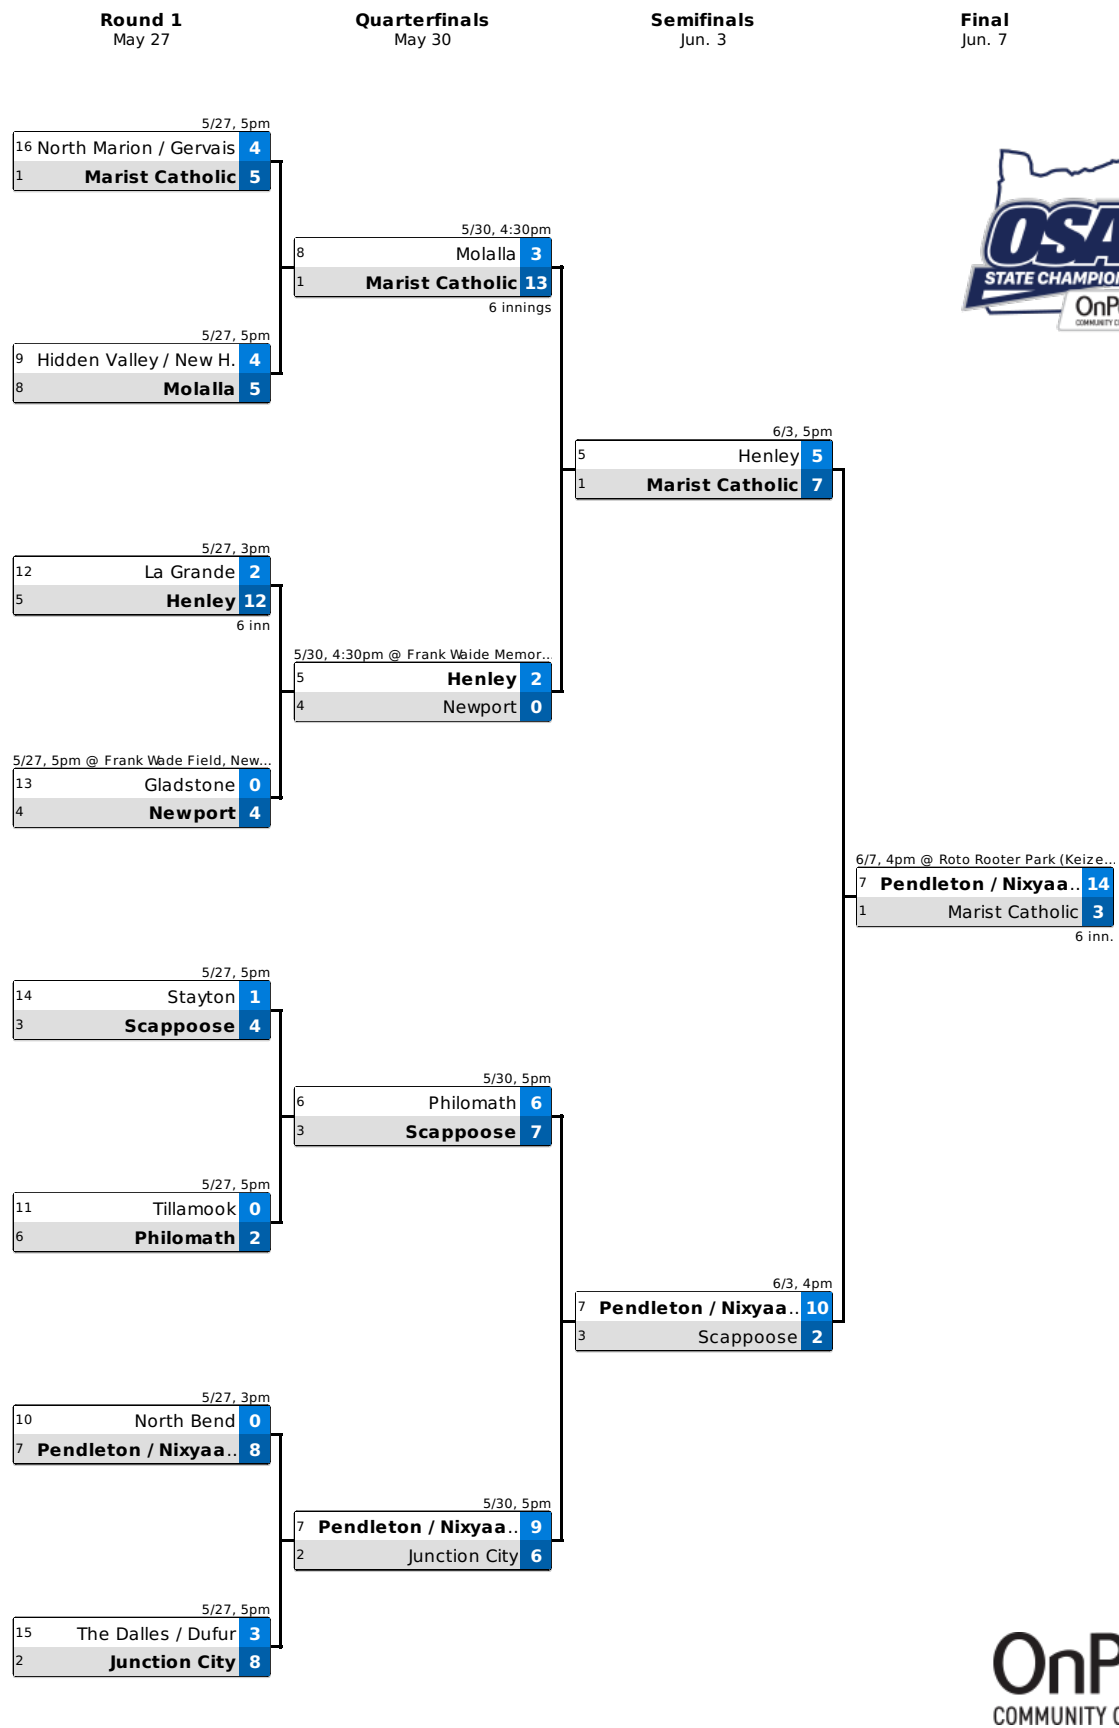 Round 1
May 27
Quarterfinals
May 30
Semifinals
Jun. 3
Final
Jun. 7
5/27, 5pm
16 North Marion / Gervais 4
1 Marist Catholic 5
5/30, 4:30pm
8 Molalla 3
1 Marist Catholic 13
6 innings
5/27, 5pm
9 Hidden Valley / New H. 4
8 Molalla 5
6/3, 5pm
5 Henley 5
1 Marist Catholic 7
5/27, 3pm
12 La Grande 2
5 Henley 12
6 inn
5/30, 4:30pm @ Frank Waide Memor...
5 Henley 2
4 Newport 0
5/27, 5pm @ Frank Wade Field, New...
13 Gladstone 0
4 Newport 4
6/7, 4pm @ Roto Rooter Park (Keize...
7 Pendleton / Nixyaa.. 14
1 Marist Catholic 3
6 inn.
5/27, 5pm
14 Stayton 1
3 Scappoose 4
5/30, 5pm
6 Philomath 6
3 Scappoose 7
5/27, 5pm
11 Tillamook 0
6 Philomath 2
6/3, 4pm
7 Pendleton / Nixyaa.. 10
3 Scappoose 2
5/27, 3pm
10 North Bend 0
7 Pendleton / Nixyaa.. 8
5/30, 5pm
7 Pendleton / Nixyaa.. 9
2 Junction City 6
5/27, 5pm
15 The Dalles / Dufur 3
2 Junction City 8
OSA
STATE CHAMPIO
OnP
COMMUNITY C
OnP
COMMUNITY C